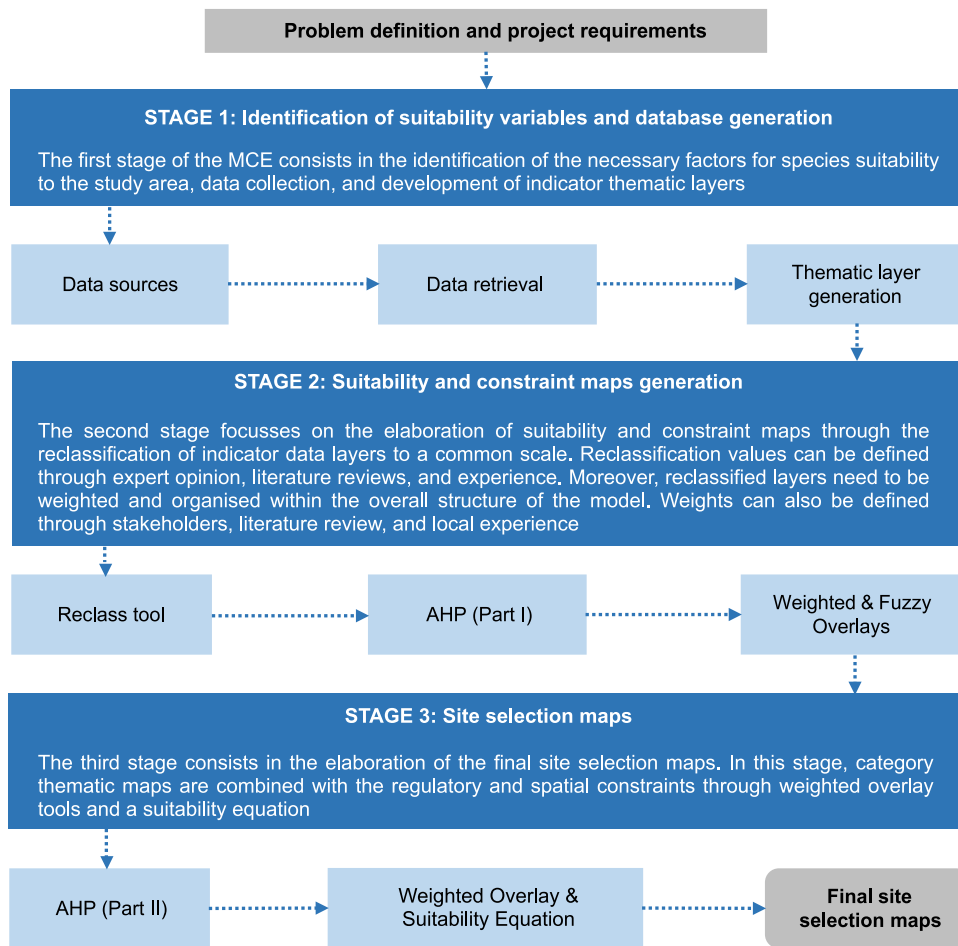 Problem definition and project requirements
STAGE 1: Identification of suitability variables and database generation
The first stage of the MCE consists in the identification of the necessary factors for species suitability
to the study area, data collection, and development of indicator thematic layers
Data sources
Data retrieval
Thematic layer
generation
STAGE 2: Suitability and constraint maps generation
The second stage focusses on the elaboration of suitability and constraint maps through the
reclassification of indicator data layers to a common scale. Reclassification values can be defined
through expert opinion, literature reviews, and experience. Moreover, reclassified layers need to be
weighted and organised within the overall structure of the model. Weights can also be defined
through stakeholders, literature review, and local experience
Reclass tool
AHP (Part I)
Weighted & Fuzzy
Overlays
STAGE 3: Site selection maps
The third stage consists in the elaboration of the final site selection maps. In this stage, category
thematic maps are combined with the regulatory and spatial constraints through weighted overlay
tools and a suitability equation
AHP (Part II)
Weighted Overlay &
Suitability Equation
Final site
selection maps